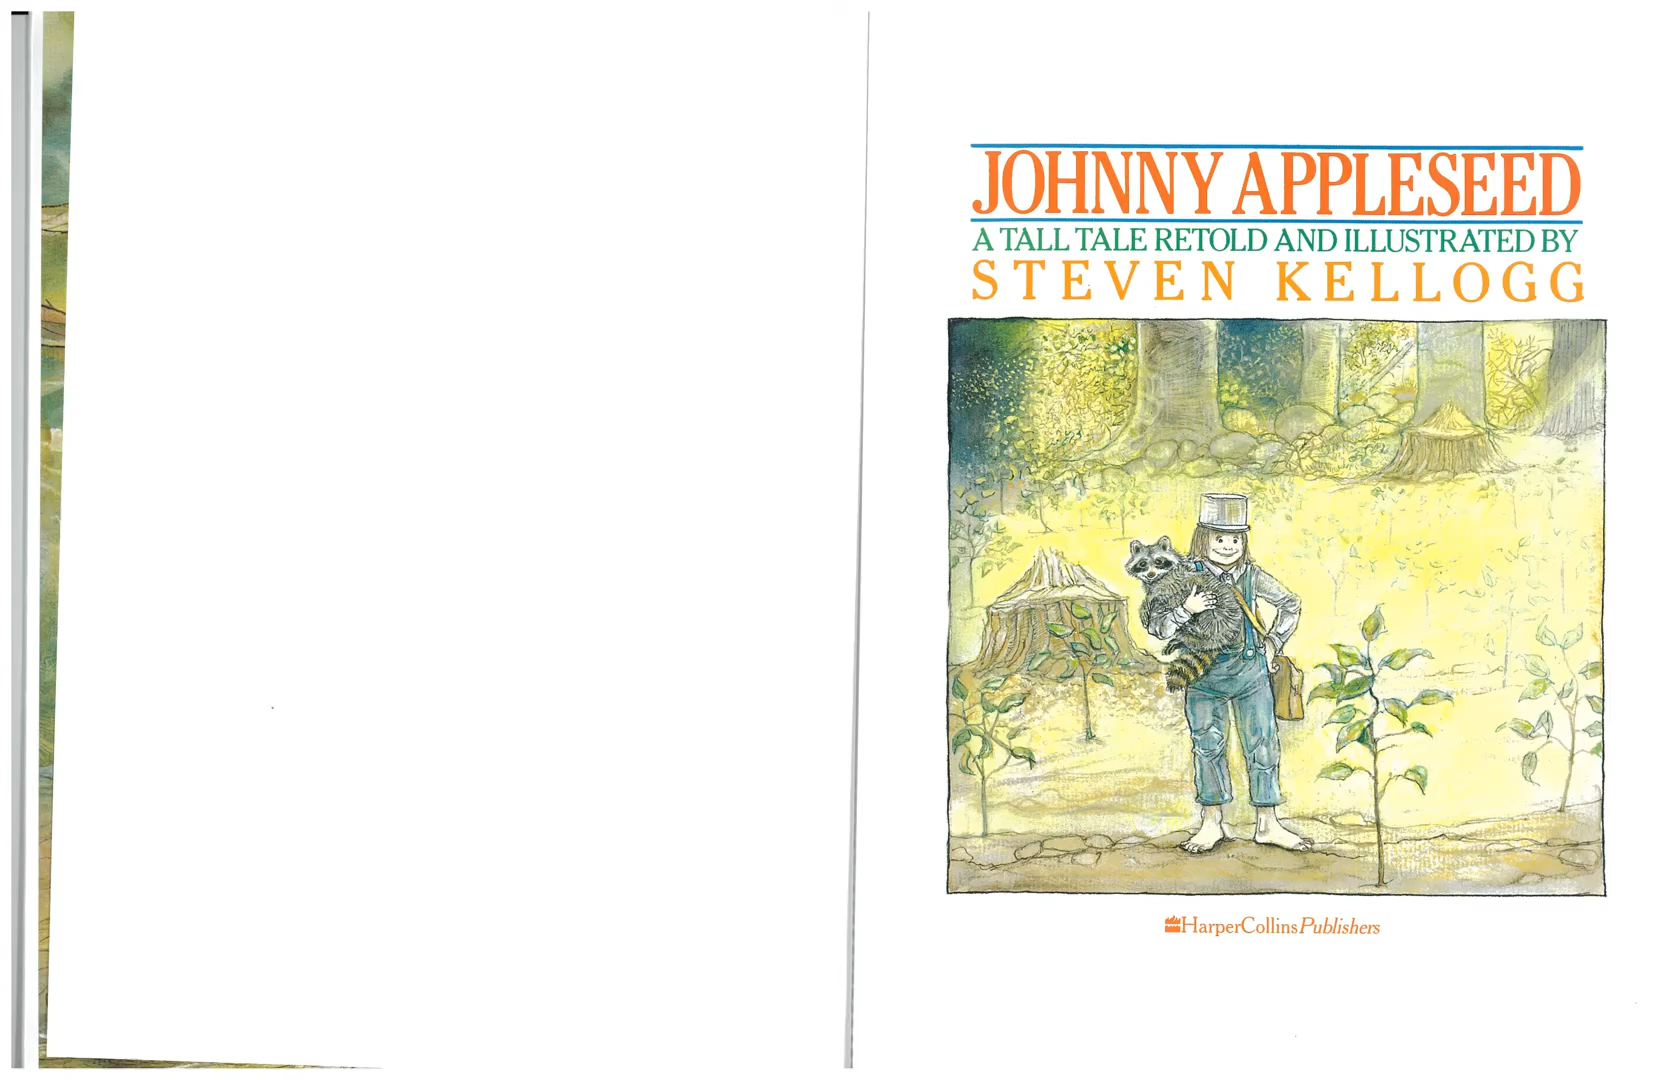 JOHNNY APPLESEED
A TALL TALE RETOLD AND ILLUSTRATED BY
STEVEN KELLOGG
HarperCollinsPublishers